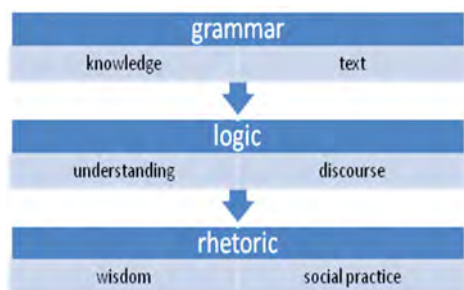 grammar
knowledge text
logic
understanding discourse
rhetoric
wisdom social practice